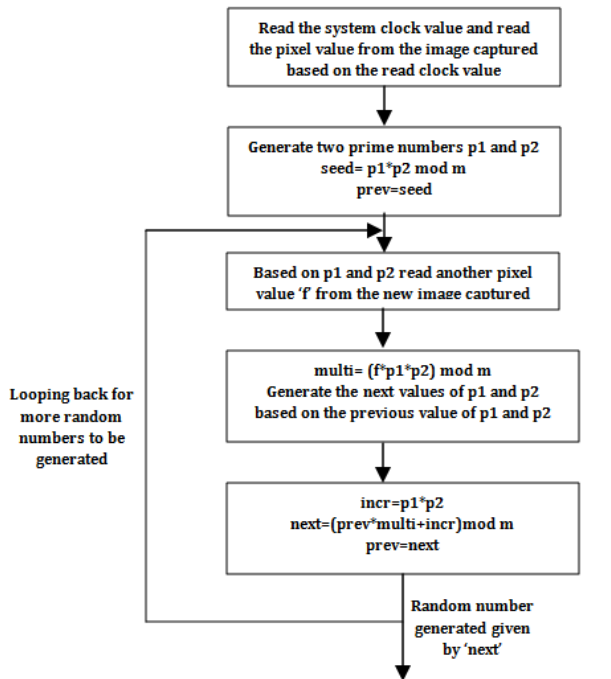 Read the system clock value and read
the pixel value from the image captured
based on the read clock value
Generate two prime numbers p1 and p2
seed= p1*p2 mod m
prev=seed
Based on p1 and p2 read another pixel
value ‘f’ from the new image captured
multi= (f*p1*p2) mod m
Generate the next values of p1 and p2
based on the previous value of p1 and p2
Looping back for
more random
numbers to be
generated
incr=p1*p2
next=(prev*multi+incr)mod m
prev=next
Random number
generated given
by ‘next’